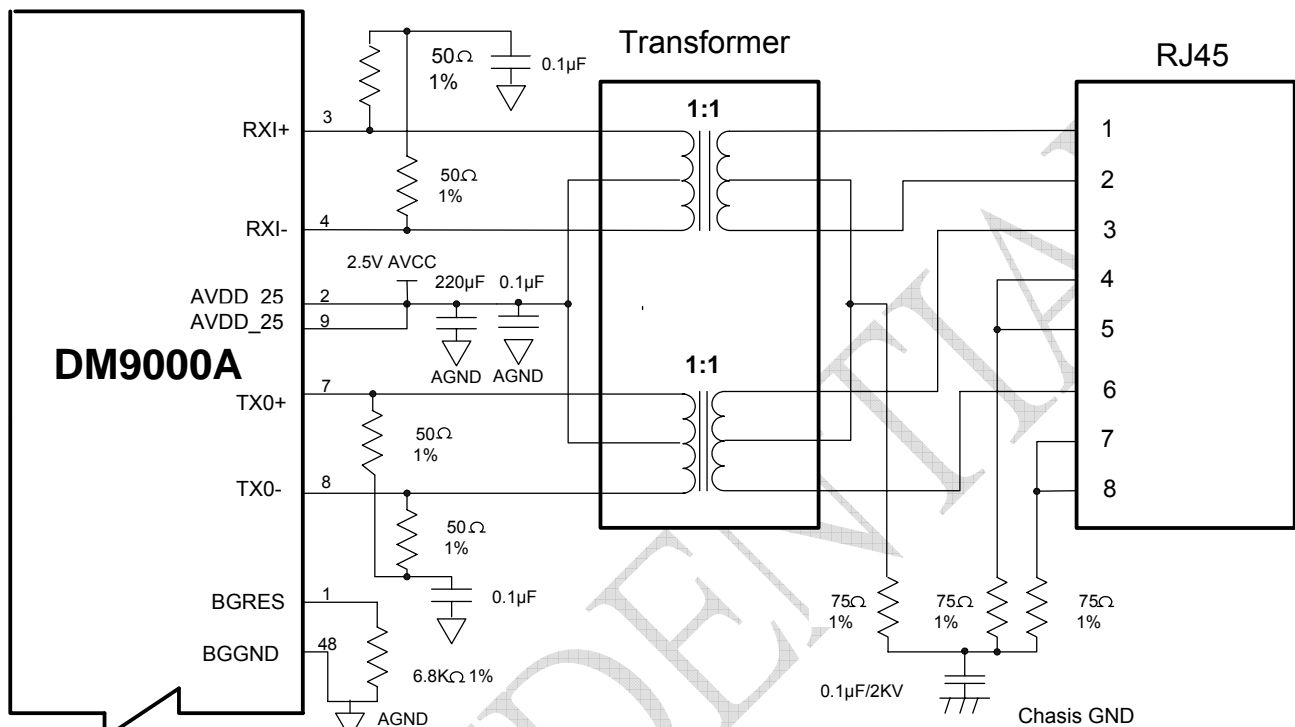 Transformer
RJ45
50Ω
1%
0.1µF
1:1
RXI+
3
1
50Ω
1%
2
RXI-
4
3
2.5V AVCC
220µF
0.1µF
4
AVDD_25
2
AVDD_25
9
5
DM9000A
AGND
AGND
1:1
6
TX0+
7
50Ω
1%
7
TX0-
8
8
50Ω
1%
BGRES
1
0.1µF
75Ω
1%
75Ω
1%
75Ω
1%
BGGND
48
6.8KΩ 1%
0.1µF/2KV
AGND
Chasis GND